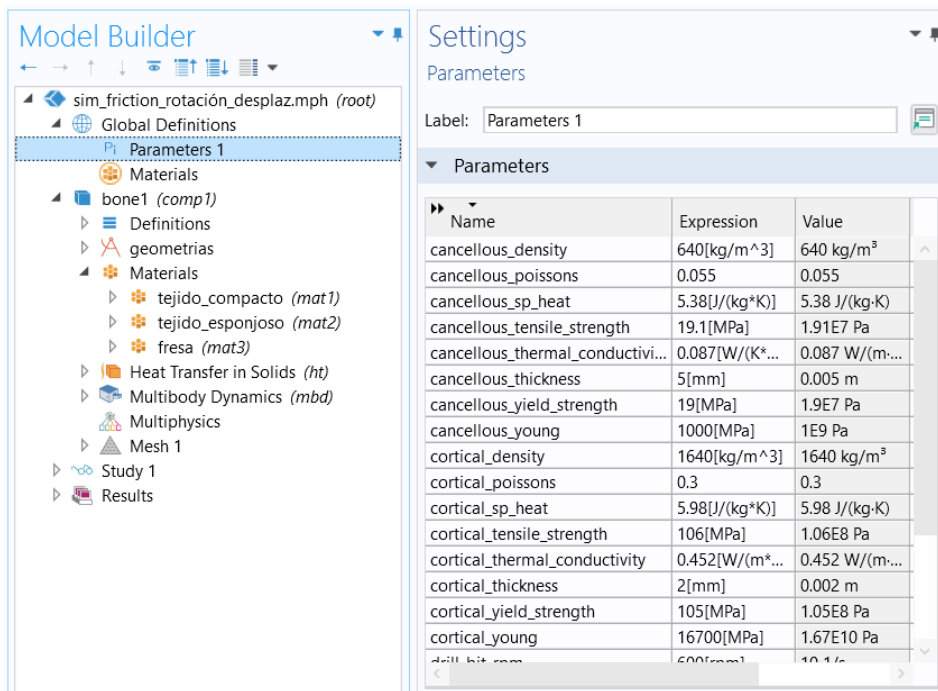 Model Builder
sim_friction_rotación_desplaz.mph (root)
Global Definitions
Pi Parameters 1
Materials
bone1 (comp1)
Definitions
geometrias
Materials
tejido_compacto (mat1)
tejido_esponjoso (mat2)
fresa (mat3)
Heat Transfer in Solids (ht)
Multibody Dynamics (mbd)
Multiphysics
Mesh 1
Study 1
Results
Settings
Parameters
Label: Parameters 1
Parameters
Name Expression Value
cancellous_density 640[kg/m^3] 640 kg/m³
cancellous_poissons 0.055 0.055
cancellous_sp_heat 5.38[J/(kg*K)] 5.38 J/(kg·K)
cancellous_tensile_strength 19.1[MPa] 1.91E7 Pa
cancellous_thermal_conductivi... 0.087[W/(K*... 0.087 W/(m·...
cancellous_thickness 5[mm] 0.005 m
cancellous_yield_strength 19[MPa] 1.9E7 Pa
cancellous_young 1000[MPa] 1E9 Pa
cortical_density 1640[kg/m^3] 1640 kg/m³
cortical_poissons 0.3 0.3
cortical_sp_heat 5.98[J/(kg*K)] 5.98 J/(kg·K)
cortical_tensile_strength 106[MPa] 1.06E8 Pa
cortical_thermal_conductivity 0.452[W/(m*... 0.452 W/(m·...
cortical_thickness 2[mm] 0.002 m
cortical_yield_strength 105[MPa] 1.05E8 Pa
cortical_young 16700[MPa] 1.67E10 Pa
drill_bit_rpm 600[rpm] 10 1/s